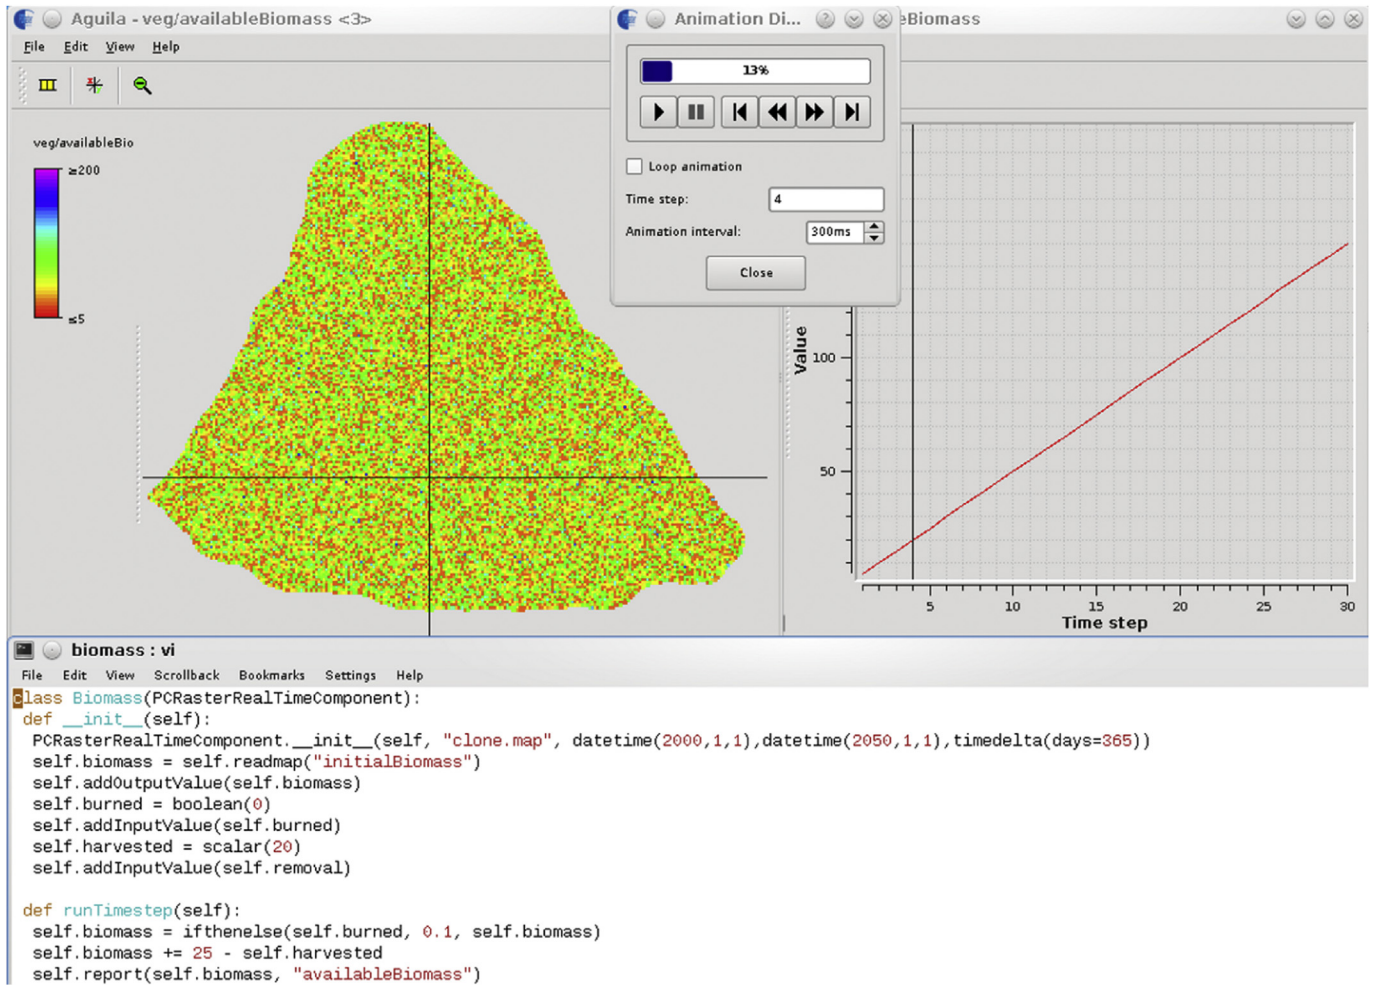 Aguila - veg/availableBiomass <3>
File Edit View Help
veg/availableBio
≥200
≤5
Animation Di...
13%
Loop animation
Time step: 4
Animation interval: 300ms
Close
eBiomass
Value
100
50
5 10 15 20 25 30
Time step
biomass : vi
File Edit View Scrollback Bookmarks Settings Help
class Biomass(PCRasterRealTimeComponent):
def __init__(self):
PCRasterRealTimeComponent.__init__(self, "clone.map", datetime(2000,1,1),datetime(2050,1,1),timedelta(days=365))
self.biomass = self.readmap("initialBiomass")
self.addOutputValue(self.biomass)
self.burned = boolean(0)
self.addInputValue(self.burned)
self.harvested = scalar(20)
self.addInputValue(self.removal)
def runTimestep(self):
self.biomass = ifthenelse(self.burned, 0.1, self.biomass)
self.biomass += 25 - self.harvested
self.report(self.biomass, "availableBiomass")